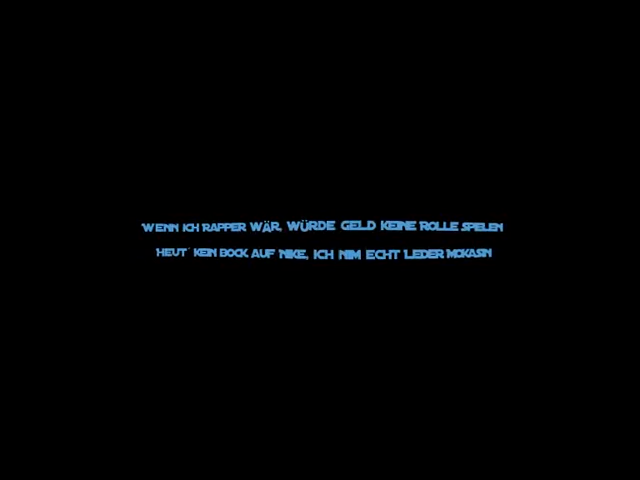 WENN ICH RAPPER WÄR, WÜRDE GELD KEINE ROLLE SPIELEN
HEUT' KEIN BOCK AUF NIKE, ICH NIM ECHT LEDER MOKASIN